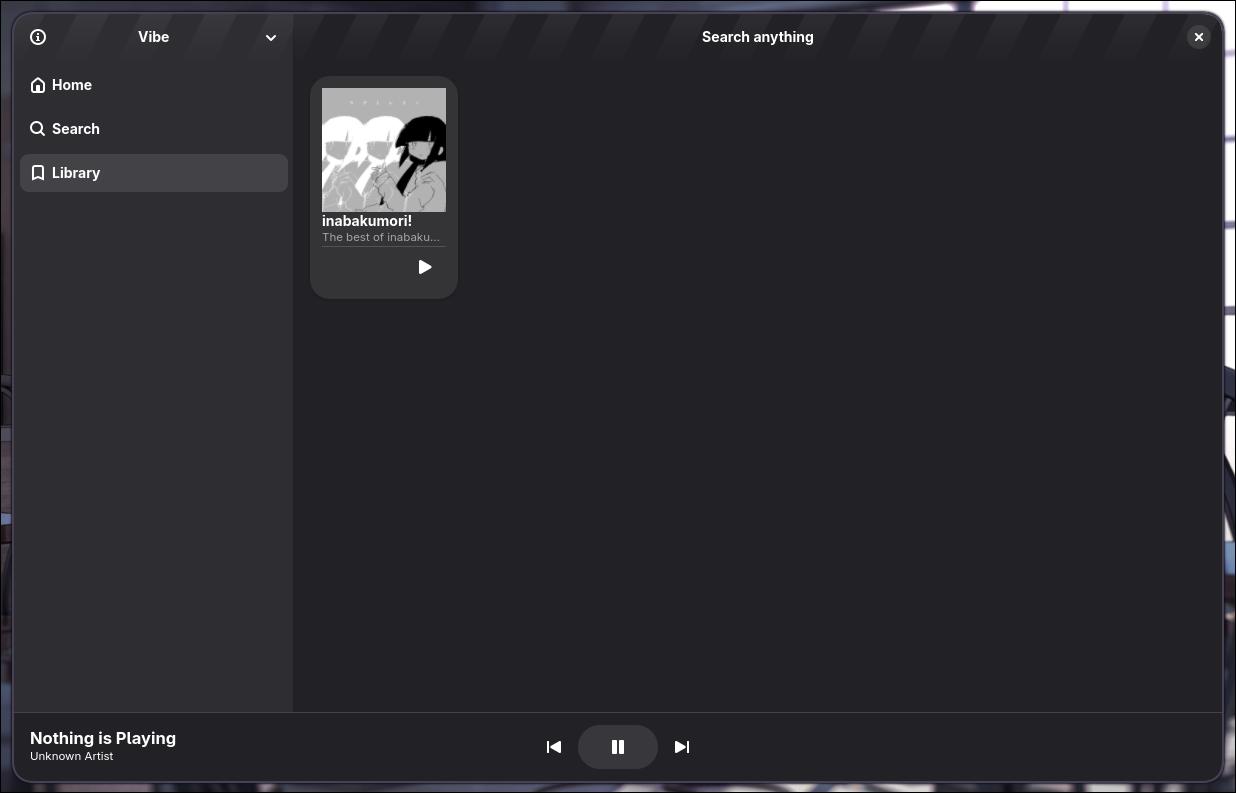 Vibe
Search anything
Home
Search
Library
inabakumori!
The best of inabaku...
Nothing is Playing
Unknown Artist